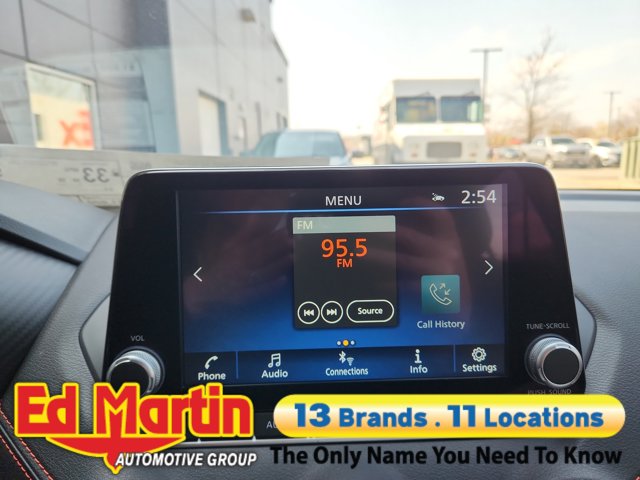 MENU
2:54
FM
95.5
FM
Source
Call History
VOL
TUNE-SCROLL
Phone
Audio
Connections
Info
Settings
PUSH SOUND
Ed Martin
AUTOMOTIVE GROUP
13 Brands . 11 Locations
The Only Name You Need To Know